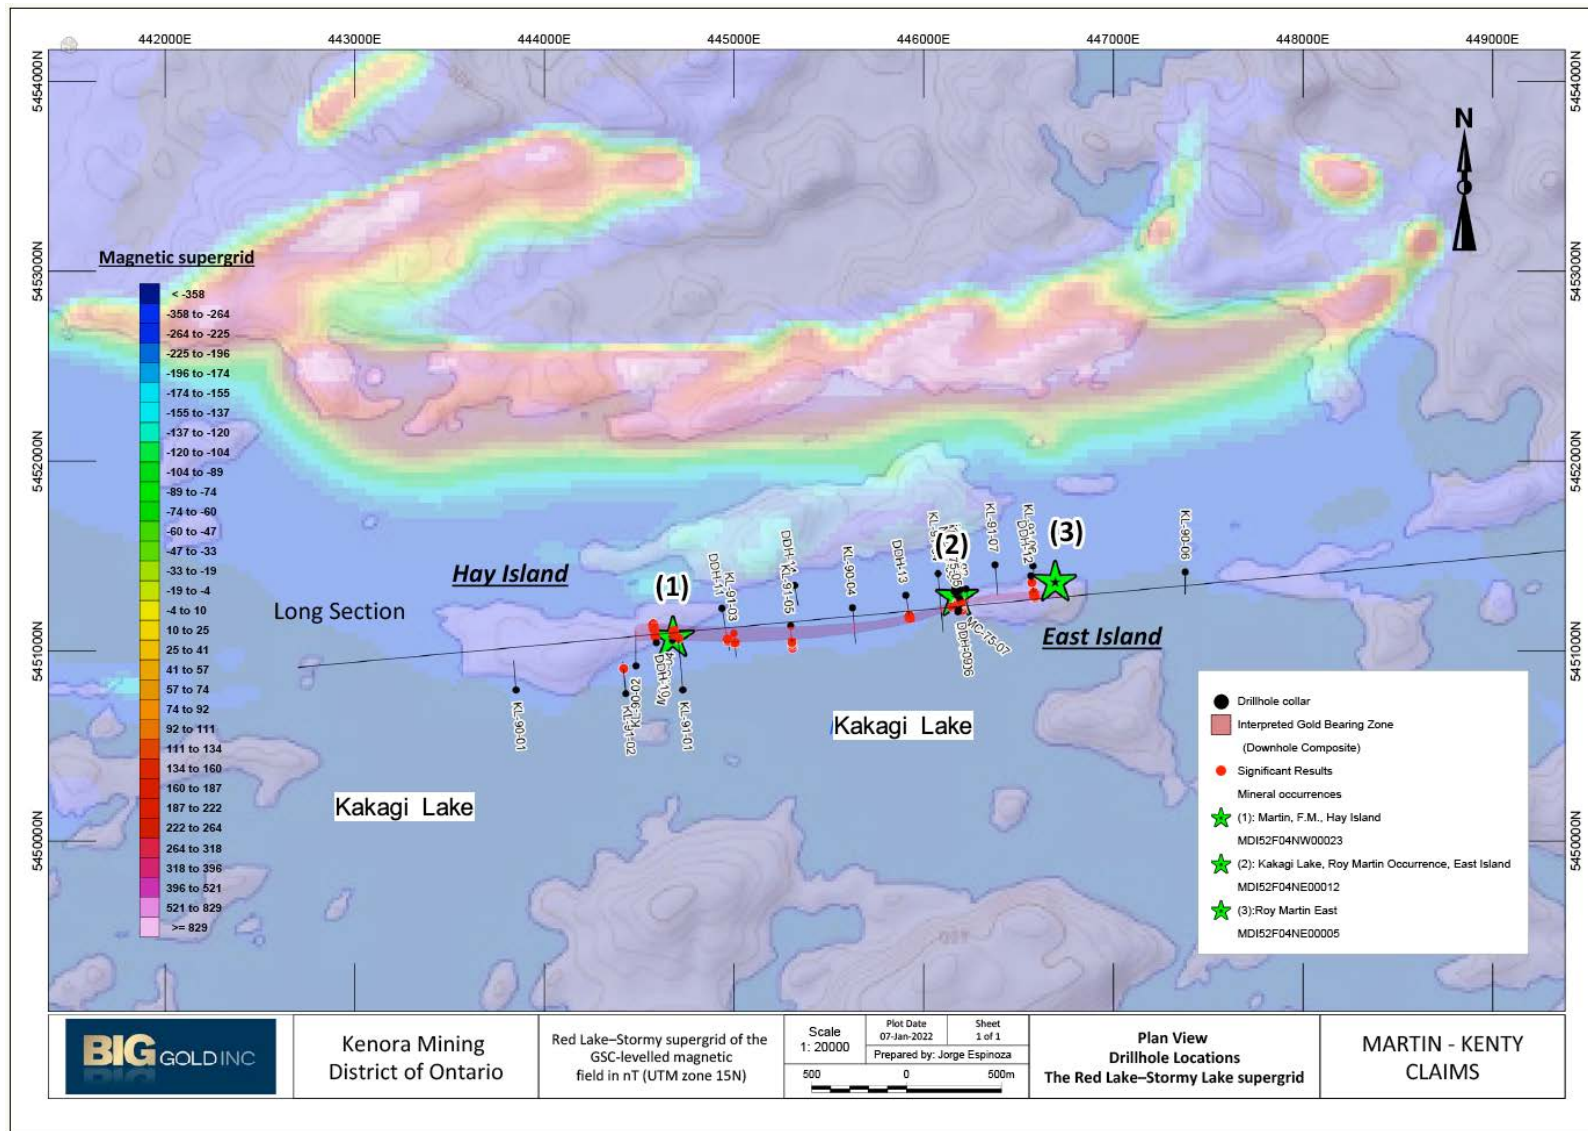 442000E 443000E 444000E 445000E 446000E 447000E 448000E 449000E
5454000N
5454000N
N
5453000N
5453000N
Magnetic supergrid
< -358
-358 to -264
-264 to -225
-225 to -196
-196 to -174
-174 to -155
-155 to -137
-137 to -120
-120 to -104
-104 to -89
-89 to -74
-74 to -60
-60 to -47
-47 to -33
-33 to -19
-19 to -4
-4 to 10
10 to 25
25 to 41
41 to 57
57 to 74
74 to 92
92 to 111
111 to 134
134 to 160
160 to 187
187 to 222
222 to 264
264 to 318
318 to 396
396 to 521
521 to 829
>= 829
5452000N
5452000N
Hay Island
Long Section
(1)
(2)
(3)
DDH-11
KL-91-03
KL-91-05
KL-90-04
DDH-13
KL-91-07
DDH-12
KL-90-06
MC-75-07
East Island
5451000N
5451000N
KL-90-01
KL-90-02
KL-91-01
Kakagi Lake
Kakagi Lake
5450000N
5450000N
Drillhole collar
Interpreted Gold Bearing Zone
(Downhole Composite)
Significant Results
Mineral occurrences
(1): Martin, F.M., Hay Island
MDI52F04NW00023
(2): Kakagi Lake, Roy Martin Occurrence, East Island
MDI52F04NE00012
(3):Roy Martin East
MDI52F04NE00005
BIG GOLD INC
Kenora Mining
District of Ontario
Red Lake–Stormy supergrid of the
GSC-levelled magnetic
field in nT (UTM zone 15N)
Scale
1: 20000
Plot Date
07-Jan-2022
Sheet
1 of 1
Prepared by: Jorge Espinoza
500 0 500m
Plan View
Drillhole Locations
The Red Lake–Stormy Lake supergrid
MARTIN - KENTY
CLAIMS